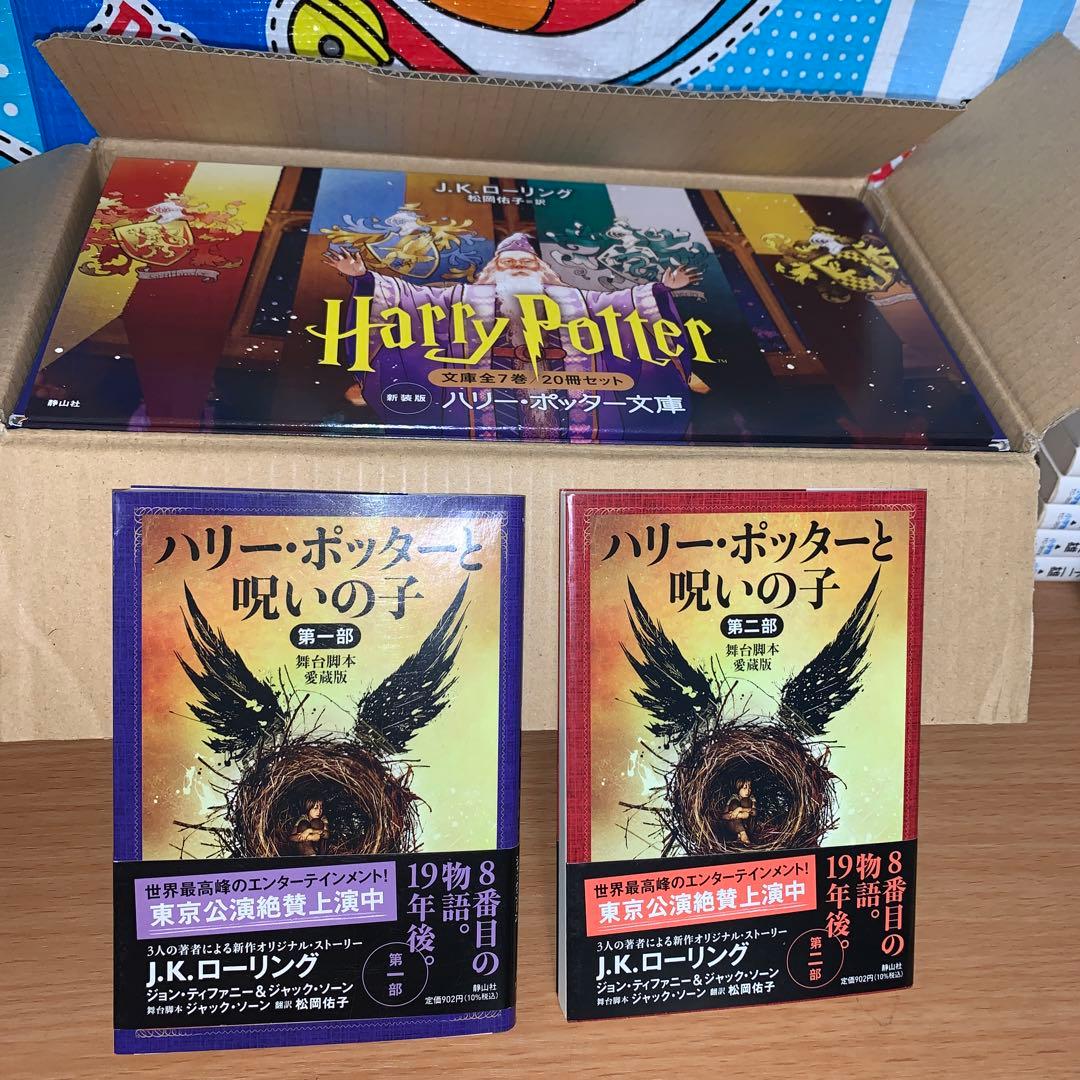 J.K.ローリング
松岡佑子=訳
Harry Potter
TM
文庫全7巻/20冊セット
新装版
ハリー・ポッター文庫
静山社
ハリー・ポッターと
呪いの子
第一部
舞台脚本
愛蔵版
世界最高峰のエンターテインメント!
東京公演絶賛上演中
8番目の
物語。
19年後。
3人の著者による新作オリジナル・ストーリー
J.K.ローリング
ジョン・ティファニー&ジャック・ソーン
舞台脚本 ジャック・ソーン 翻訳 松岡佑子
第一部
静山社
定価902円(10%税込)
ハリー・ポッターと
呪いの子
第二部
舞台脚本
愛蔵版
世界最高峰のエンターテインメント!
東京公演絶賛上演中
8番目の
物語。
19年後。
3人の著者による新作オリジナル・ストーリー
J.K.ローリング
ジョン・ティファニー&ジャック・ソーン
舞台脚本 ジャック・ソーン 翻訳 松岡佑子
第二部
静山社
定価902円(10%税込)